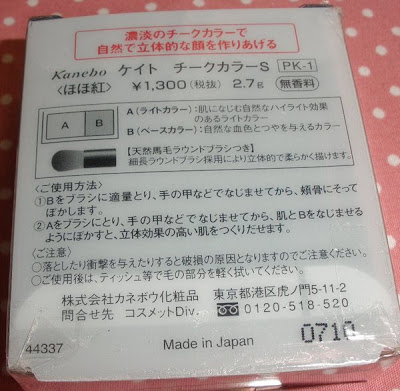 濃淡のチークカラーで
自然で立体的な顔を作りあげる
Kanebo ケイト チークカラーS PK-1
〈ほほ紅〉 ¥1,300(税抜) 2.7g 無香料
A B
A(ライトカラー):肌になじむ自然なハイライト効果
のあるライトカラー
B(ベースカラー):自然な血色とつやを与えるカラー
【天然馬毛ラウンドブラシつき】
細長ラウンドブラシ採用により立体的で柔らかく描けます。
〈ご使用方法〉
①Bをブラシに適量とり、手の甲などでなじませてから、頬骨にそって
ぼかします。
②Aをブラシにとり、手の甲などでなじませてから、肌とBをなじませる
ようにぼかすと、立体効果の高い肌をつくりだせます。
〈ご注意〉
○落としたり衝撃を与えたりすると破損の原因となりますのでご注意ください。
○ご使用後は、ティッシュ等で毛の部分を軽く拭いてください。
株式会社カネボウ化粧品 東京都港区虎ノ門5-11-2
問合せ先 コスメットDiv. 0120-518-520
0710
44337 Made in Japan